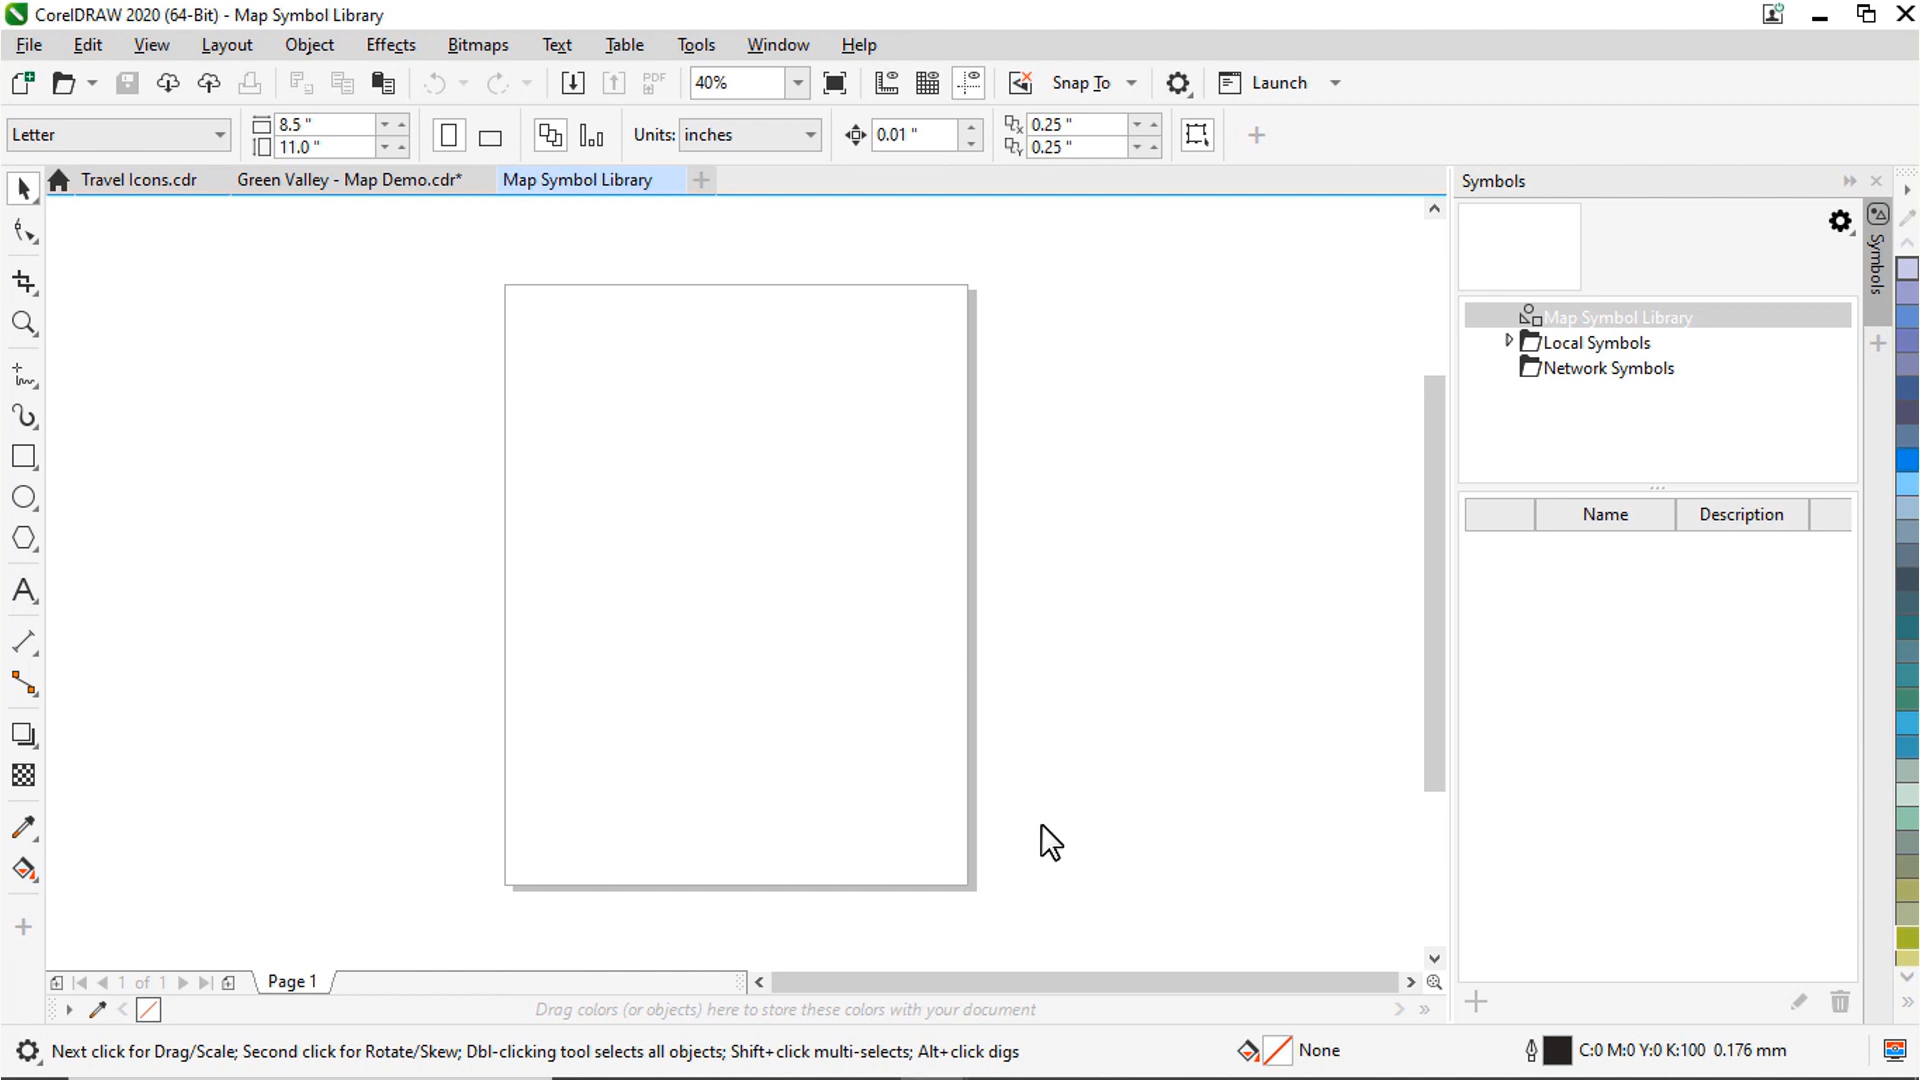 CorelDRAW 2020 (64-Bit) - Map Symbol Library
File Edit View Layout Object Effects Bitmaps Text Table Tools Window Help
PDF 40% Snap To Launch
Letter 8.5 " 11.0 " Units: inches 0.01 " 0.25 " 0.25 "
Travel Icons.cdr Green Valley - Map Demo.cdr* Map Symbol Library
Symbols
Symbols
Map Symbol Library
Local Symbols
Network Symbols
Name Description
1 of 1 Page 1
Drag colors (or objects) here to store these colors with your document
Next click for Drag/Scale; Second click for Rotate/Skew; Dbl-clicking tool selects all objects; Shift+click multi-selects; Alt+click digs None C:0 M:0 Y:0 K:100 0.176 mm